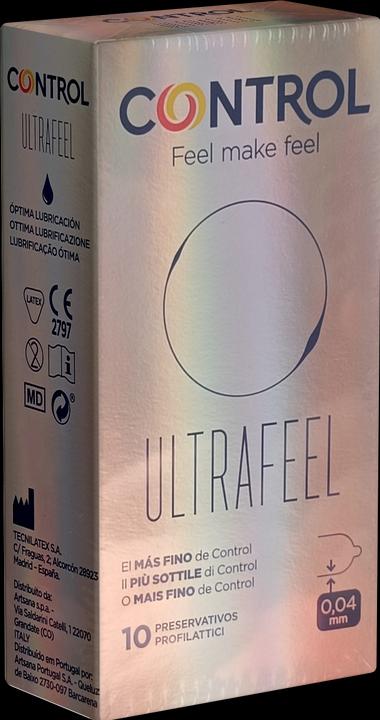 CONTROL
ULTRAFEEL
ÓPTIMA LUBRICACIÓN
OTTIMA LUBRIFICAZIONE
LUBRIFICAÇÃO ÓTIMA
LATEX
CE
2797
2
i
MD
TECNILATEX S.A.
C/ Fraguas, 2; Alcorcón 28923
Madrid - España.
Distribuito da:
Artsana s.p.a. -
Via Saldarini Catelli, 1 22070
Grandate (CO)
ITALY
Distribuido em Portugal por:
Artsana Portugal S.A. - Queluz
de Baixo 2730-097 Barcarena
CONTROL
Feel make feel
ULTRAFEEL
El MÁS FINO de Control
Il PIÙ SOTTILE di Control
O MAIS FINO de Control
0,04
mm
10 PRESERVATIVOS
PROFILATTICI